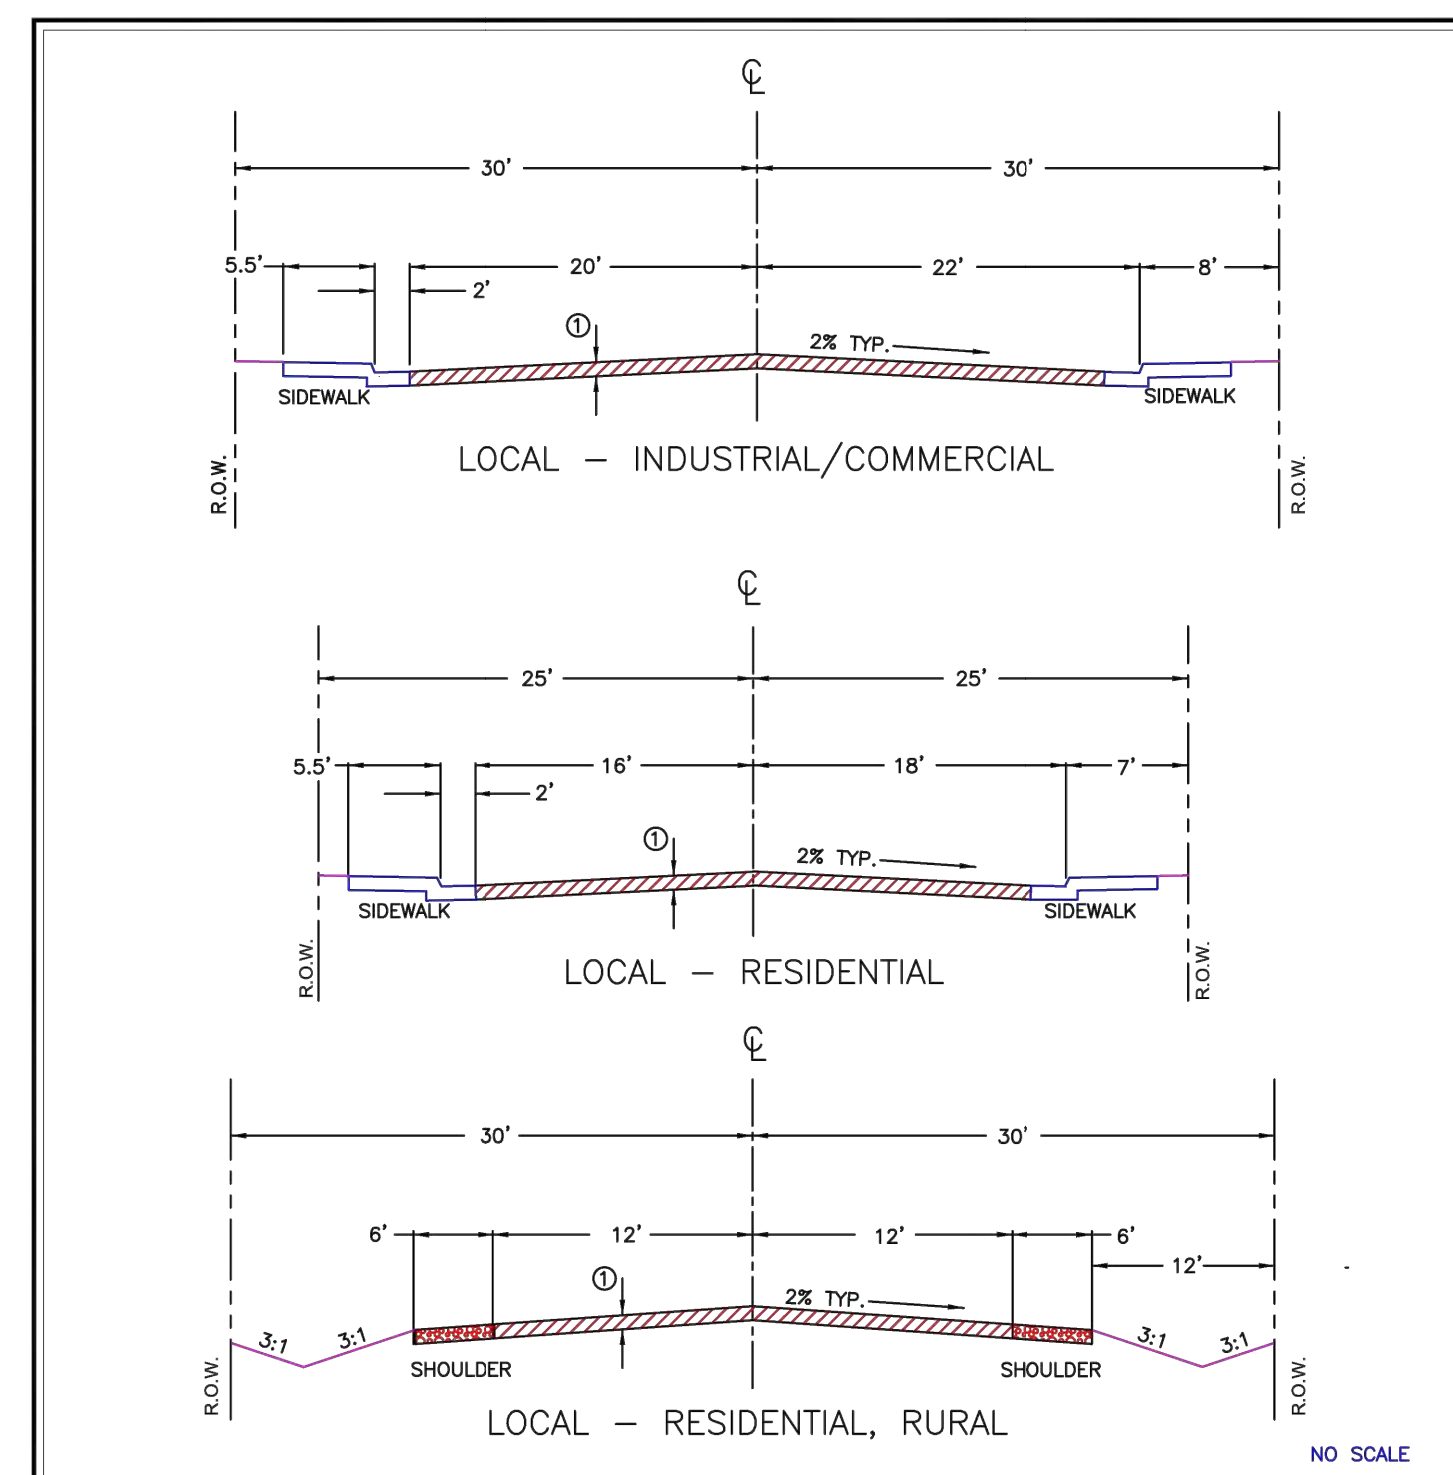 ℄
30' 30'
5.5' 20' 22' 8'
2'
① 2% TYP.
SIDEWALK SIDEWALK
LOCAL – INDUSTRIAL/COMMERCIAL
R.O.W. R.O.W.
℄
25' 25'
5.5' 16' 18' 7'
2'
① 2% TYP.
SIDEWALK SIDEWALK
LOCAL – RESIDENTIAL
R.O.W. R.O.W.
℄
30' 30'
6' 12' 12' 6'
12'
① 2% TYP.
3:1 3:1 3:1 3:1
SHOULDER SHOULDER
R.O.W. R.O.W.
LOCAL – RESIDENTIAL, RURAL
NO SCALE